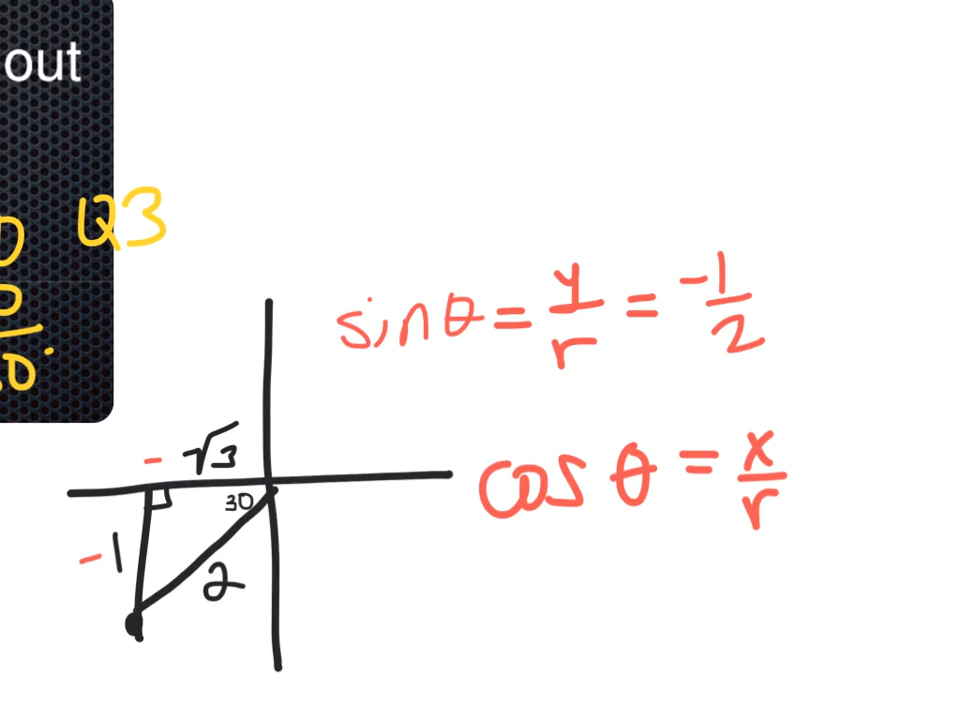 out
Q3
sinθ = y/r = -1/2
- √3
30
cos θ = x/r
-1
2